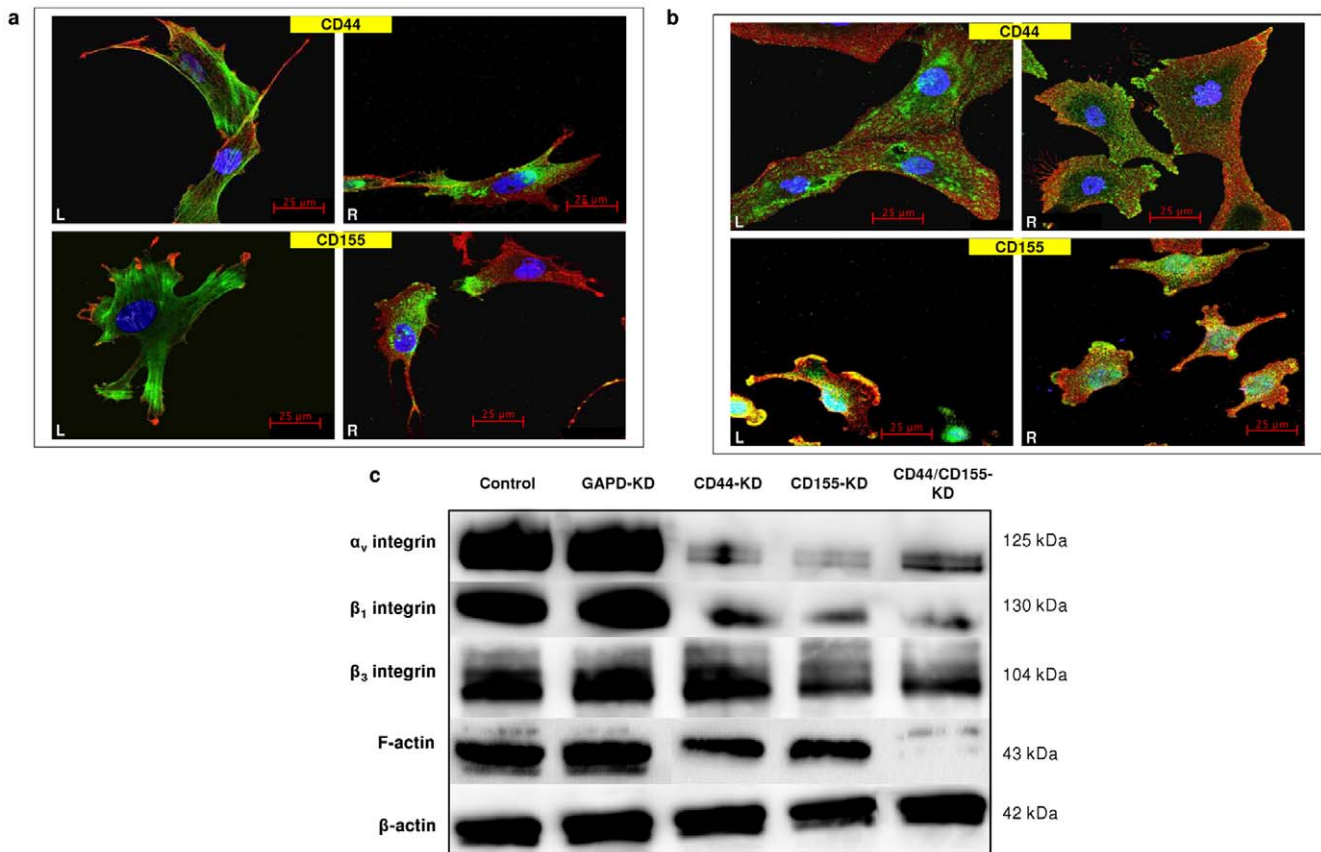 a
CD44
L
25 µm
R
25 µm
CD155
L
25 µm
R
25 µm
b
CD44
L
25 µm
R
25 µm
CD155
L
25 µm
R
25 µm
c
Control GAPD-KD CD44-KD CD155-KD CD44/CD155-
KD
αv integrin 125 kDa
β1 integrin 130 kDa
β3 integrin 104 kDa
F-actin 43 kDa
β-actin 42 kDa